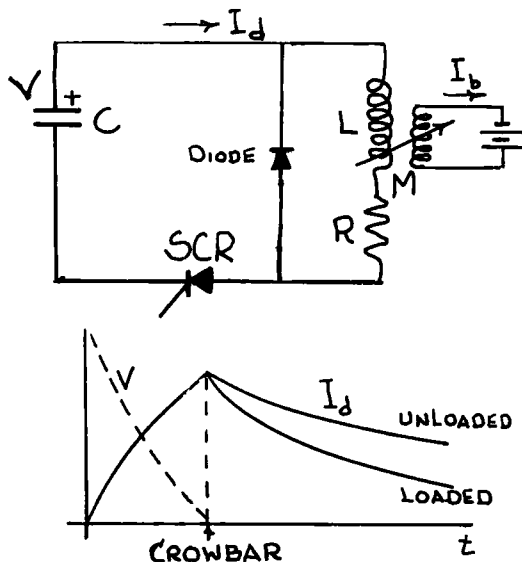 I_d
V
+
C
DIODE
L
I_b
M
R
SCR
V
I_d
UNLOADED
LOADED
CROWBAR
t